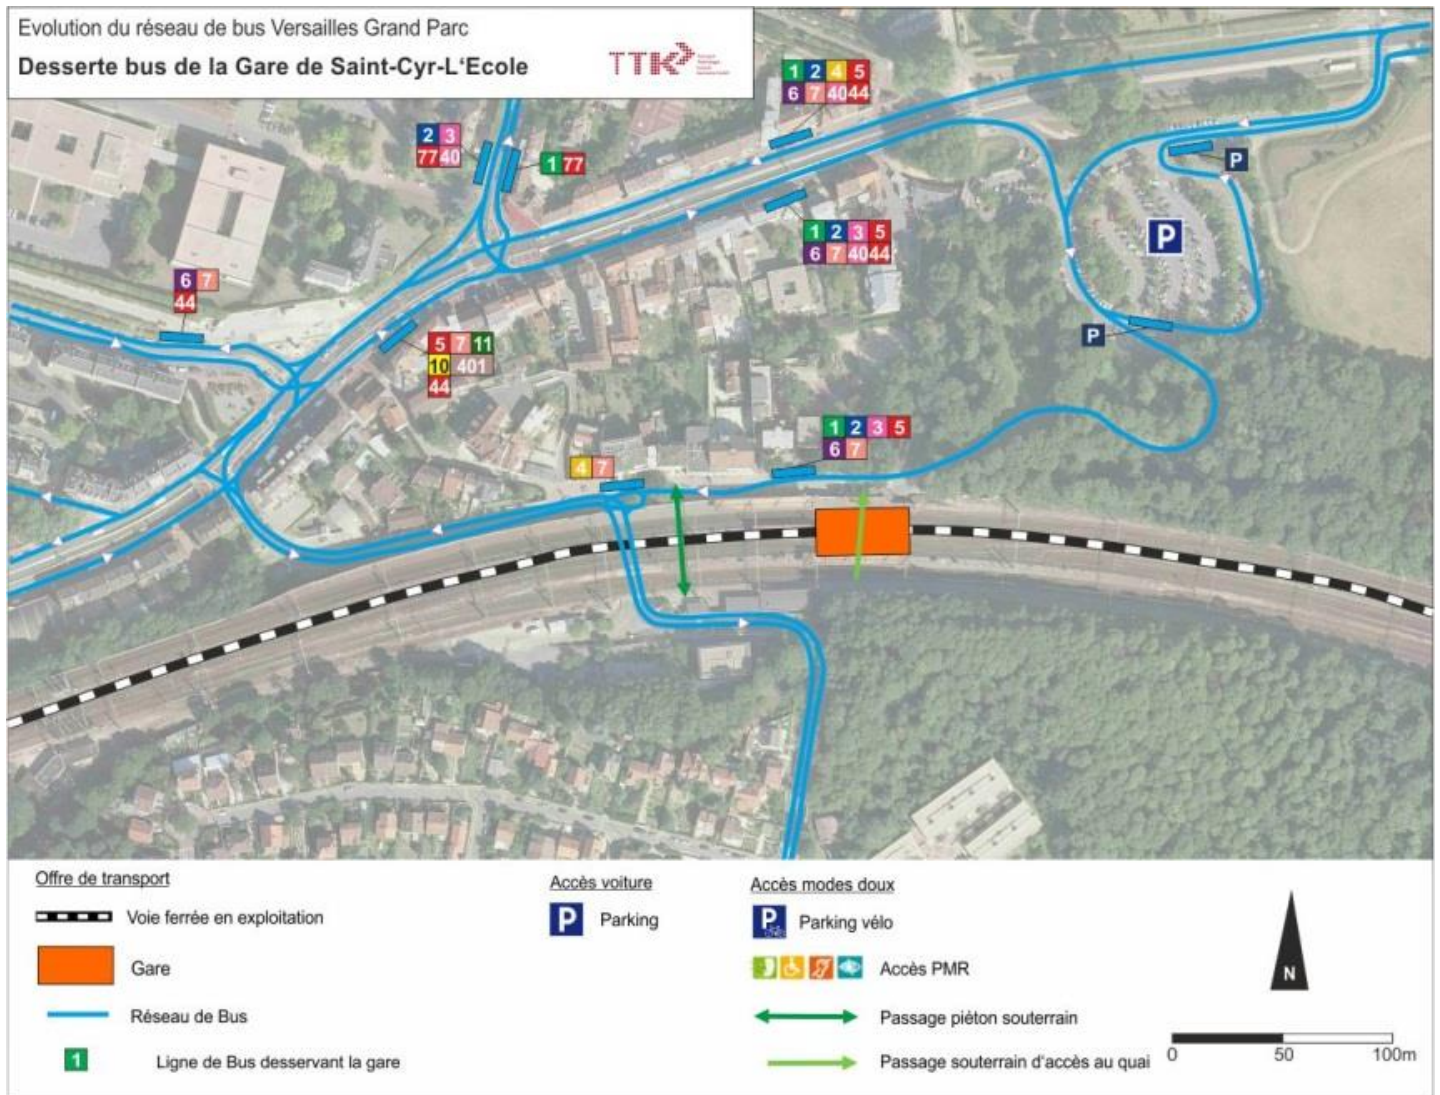 Evolution du réseau de bus Versailles Grand Parc
Desserte bus de la Gare de Saint-Cyr-L'Ecole
TTK
1 2 4 5
6 7 40 44
2 3
77 40
1 77
P
1 2 3 5
6 7 40 44
P
6 7
44
P
5 7 11
10 401
44
1 2 3 5
6 7
4 7
Offre de transport
Voie ferrée en exploitation
Gare
Réseau de Bus
1 Ligne de Bus desservant la gare
Accès voiture
P Parking
Accès modes doux
P Parking vélo
Accès PMR
Passage piéton souterrain
Passage souterrain d'accès au quai
N
0 50 100m